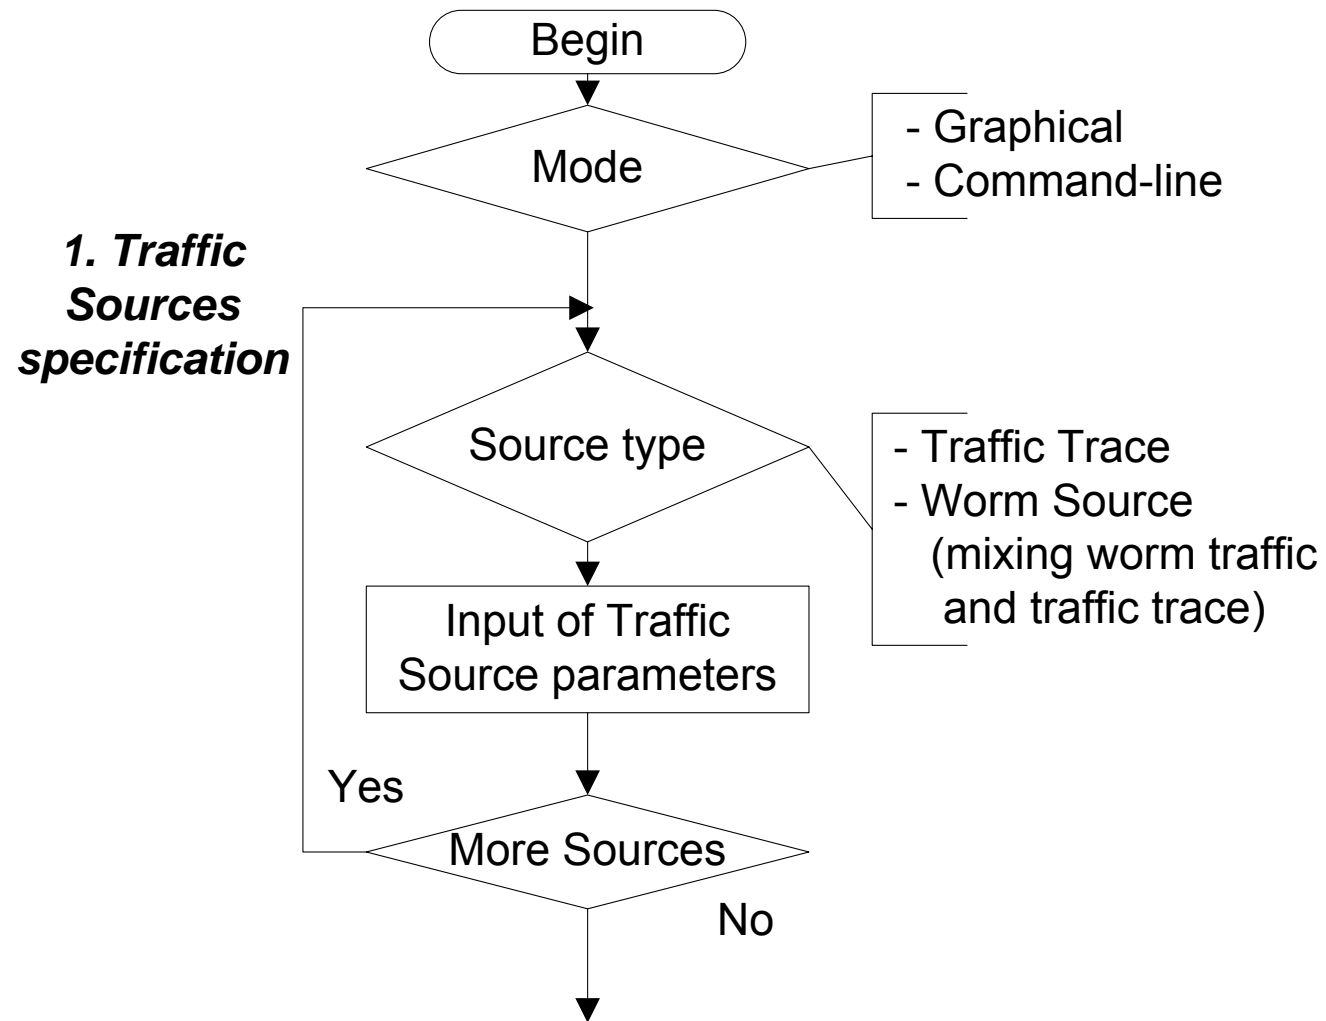 Begin
Mode
- Graphical
- Command-line
1. Traffic
Sources
specification
Source type
- Traffic Trace
- Worm Source
(mixing worm traffic
and traffic trace)
Input of Traffic
Source parameters
Yes
More Sources
No